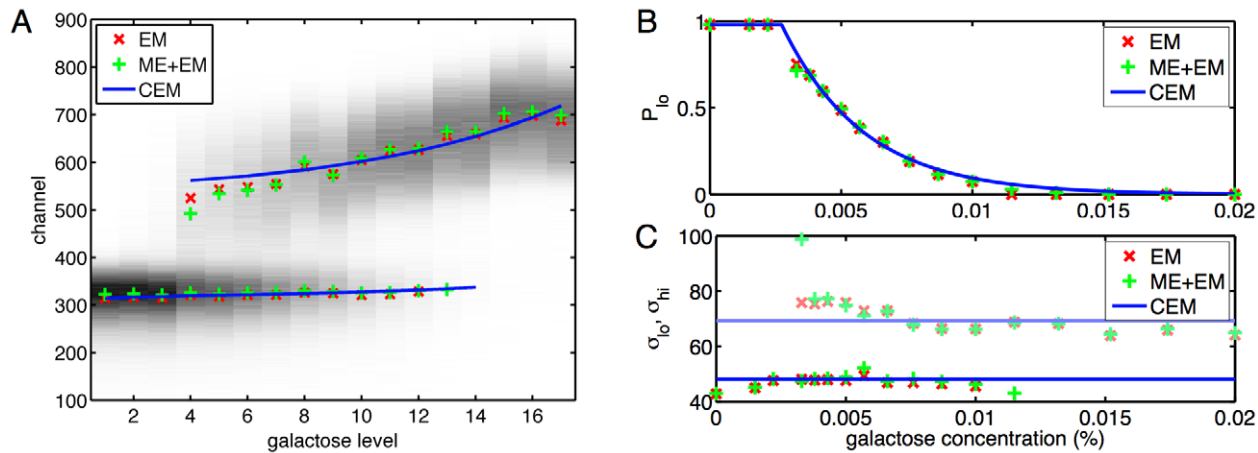 A
EM
ME+EM
CEM
900
800
700
600
500
400
300
200
100
channel
2 4 6 8 10 12 14 16
galactose level
B
EM
ME+EM
CEM
1
0.5
0
P_lo
0 0.005 0.01 0.015 0.02
C
EM
ME+EM
CEM
100
80
60
40
σ_lo, σ_hi
0 0.005 0.01 0.015 0.02
galactose concentration (%)